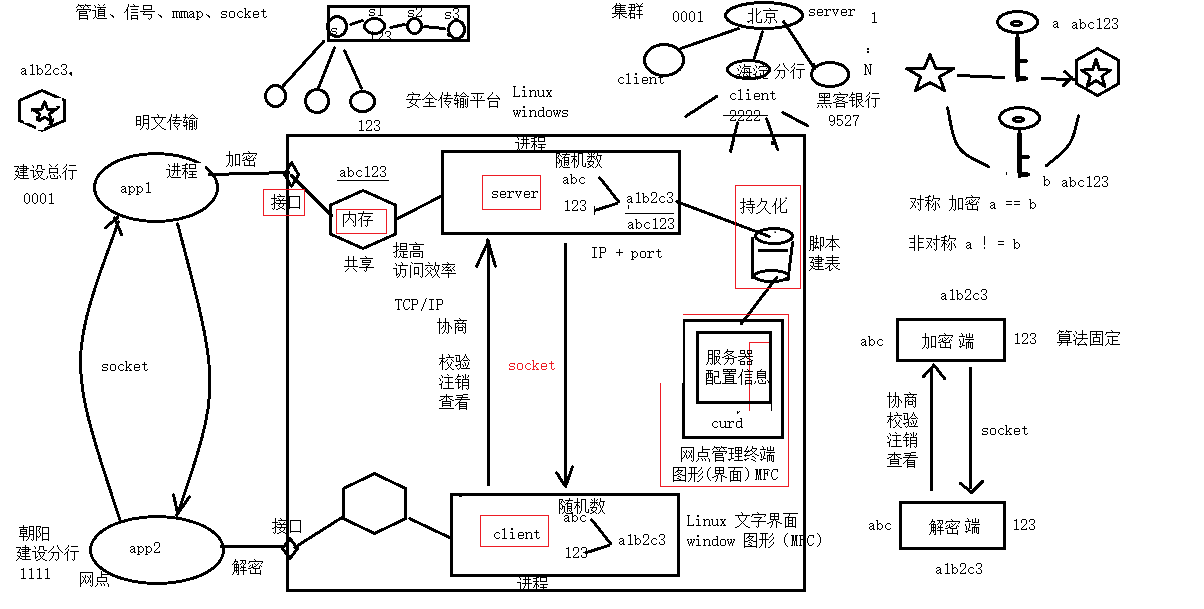 管道、信号、mmap、socket
s1
s2
s3
s
123
集群
0001
北京
server
1
:
N
client
海淀 分行
client
2222
黑客银行
9527
a abc123
b abc123
对称 加密 a == b
非对称 a ! = b
a1b2c3,
明文传输
安全传输平台
Linux
windows
123
建设总行
0001
app1
进程
加密
接口
abc123
内存
共享
提高
访问效率
进程
server
随机数
abc
123
a1b2c3
abc123
IP + port
持久化
脚本
建表
TCP/IP
协商
校验
注销
查看
socket
socket
服务器
配置信息
curd
网点管理终端
图形(界面)MFC
a1b2c3
abc
加密 端
123
算法固定
协商
校验
注销
查看
socket
abc
解密 端
123
a1b2c3
朝阳
建设分行
1111
网点
app2
接口
解密
client
随机数
abc
123
a1b2c3
进程
Linux 文字界面
window 图形（MFC）